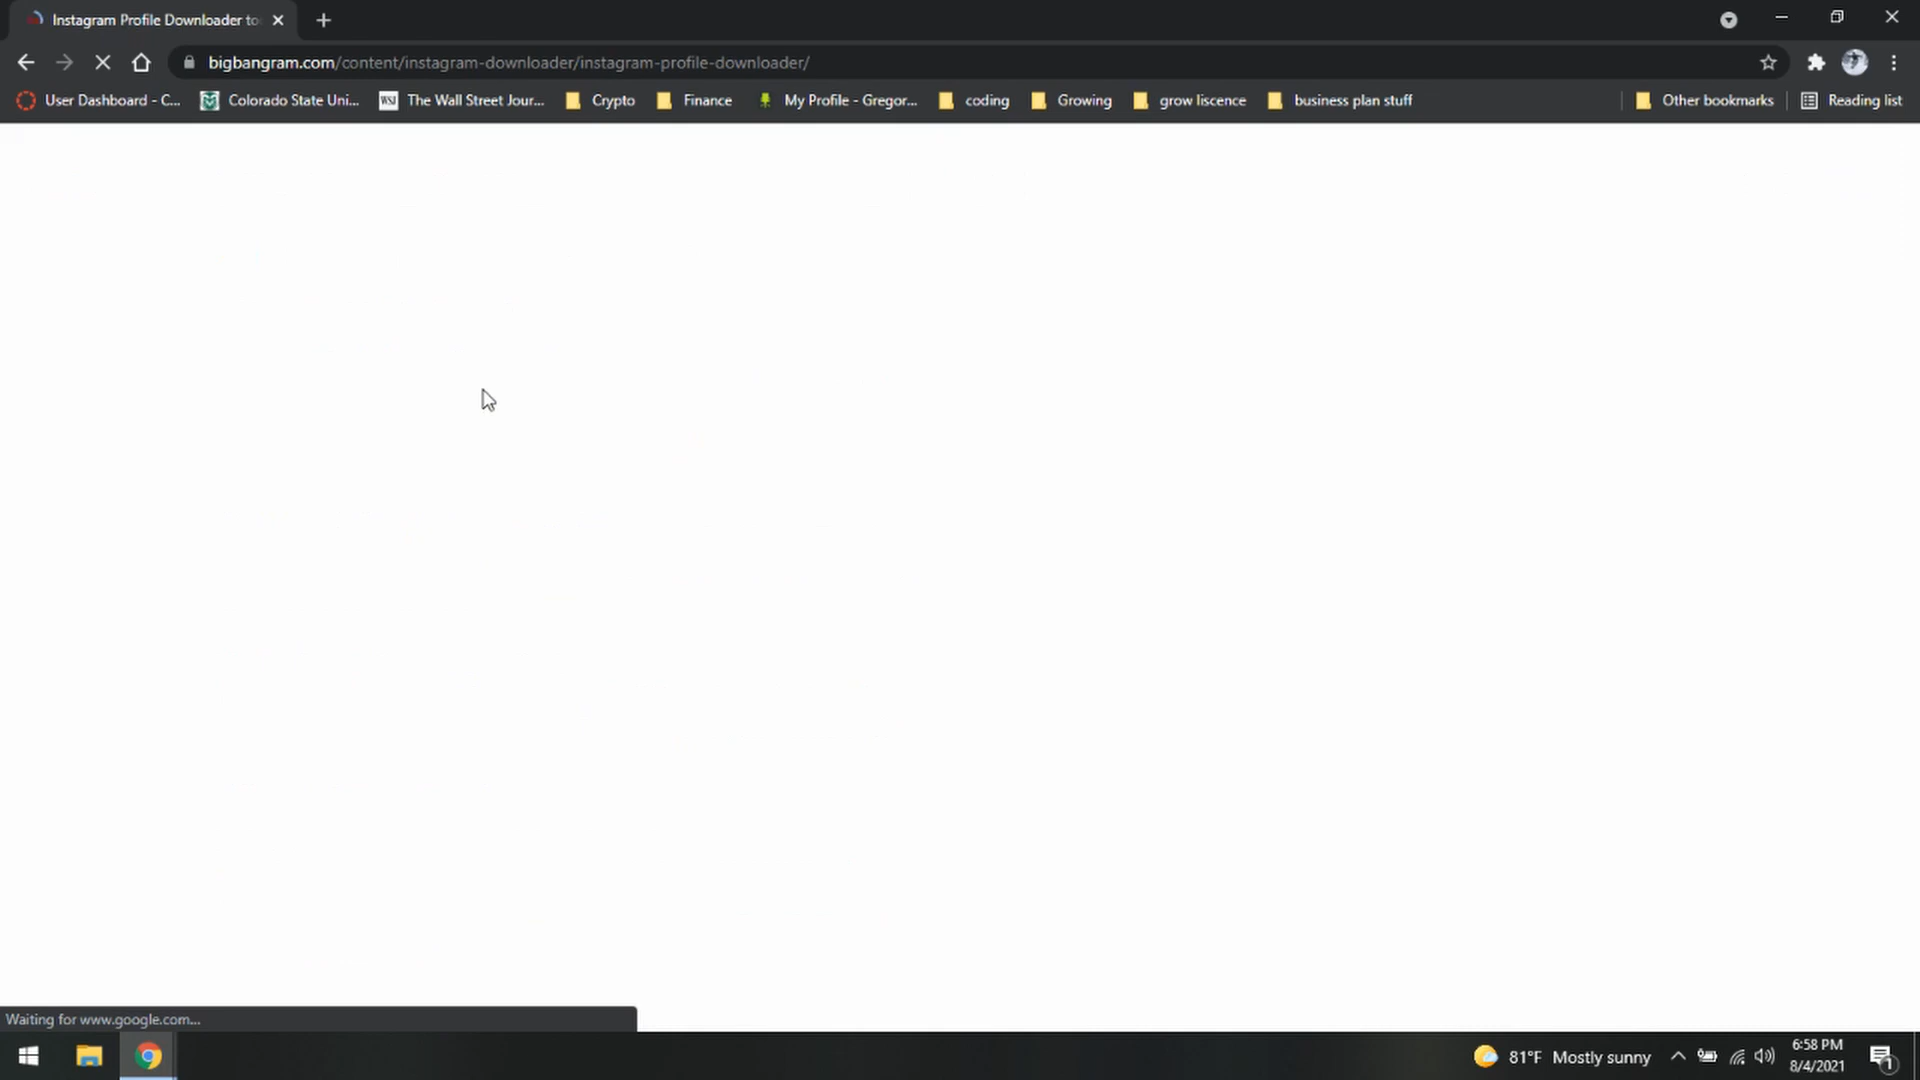 Instagram Profile Downloader to
bigbangram.com/content/instagram-downloader/instagram-profile-downloader/
User Dashboard - C... Colorado State Uni... WSJ The Wall Street Jour... Crypto Finance My Profile - Gregor... coding Growing grow liscence business plan stuff Other bookmarks Reading list
Waiting for www.google.com...
81°F Mostly sunny 6:58 PM
8/4/2021 1